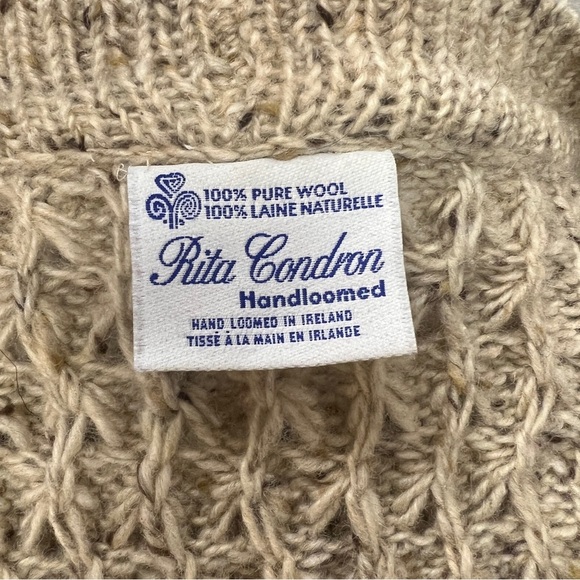 100% PURE WOOL
100% LAINE NATURELLE
Rita Condron
Handloomed
HAND LOOMED IN IRELAND
TISSÉ À LA MAIN EN IRLANDE